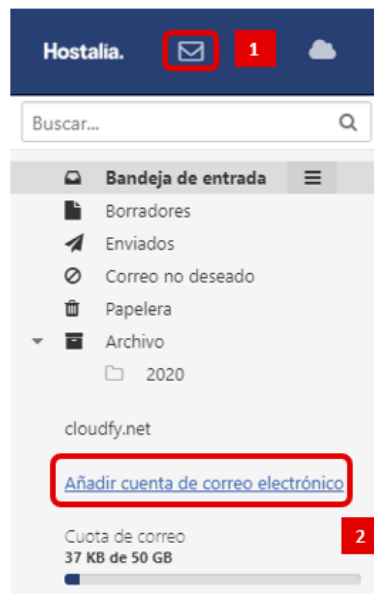 Hostalia.
1
Buscar...
Bandeja de entrada
Borradores
Enviados
Correo no deseado
Papelera
Archivo
2020
cloudfy.net
Añadir cuenta de correo electrónico
Cuota de correo
2
37 KB de 50 GB